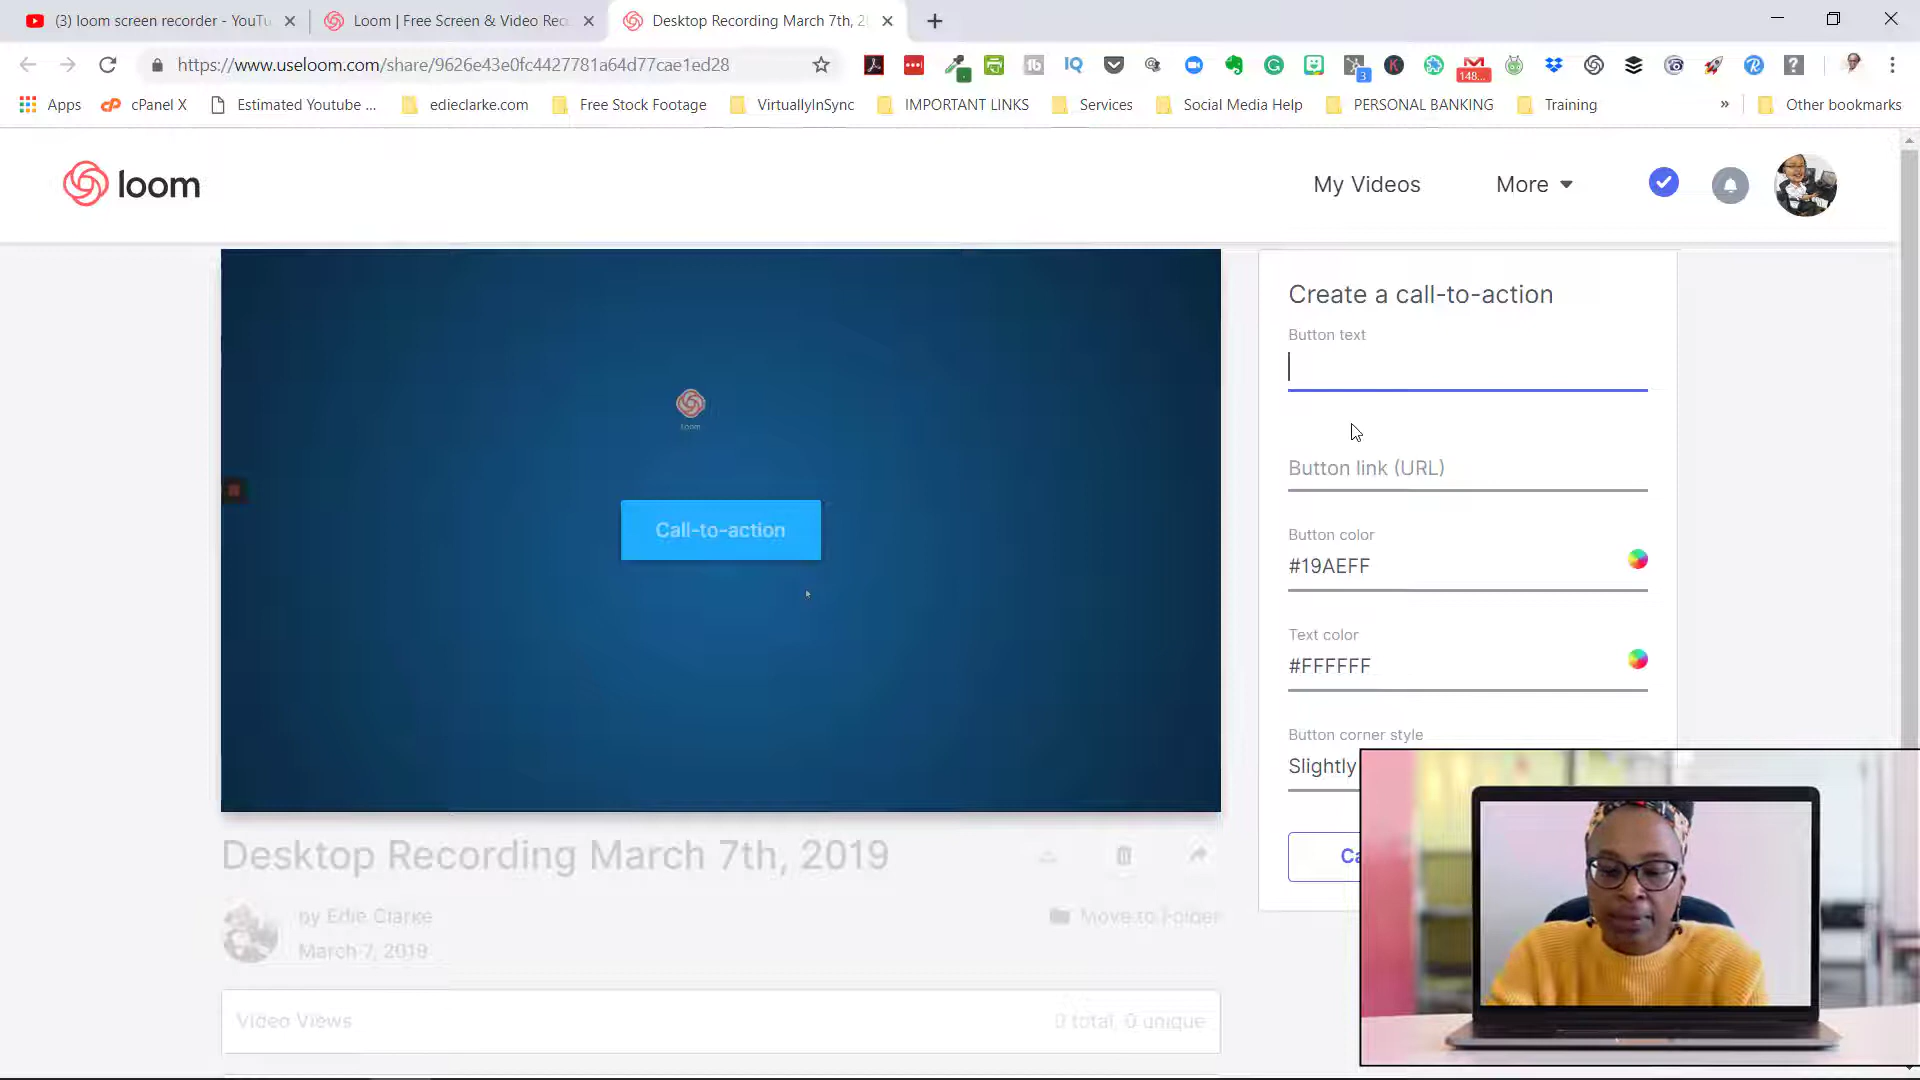 (3) loom screen recorder - YouTu
Loom | Free Screen & Video Rec
Desktop Recording March 7th, 2
https://www.useloom.com/share/9626e43e0fc4427781a64d77cae1ed28
3
148...
Apps
cPanel X
Estimated Youtube ...
edieclarke.com
Free Stock Footage
VirtuallyInSync
IMPORTANT LINKS
Services
Social Media Help
PERSONAL BANKING
Training
»
Other bookmarks
loom
My Videos
More
Create a call-to-action
Button text
Loom
Button link (URL)
Call-to-action
Button color
#19AEFF
Text color
#FFFFFF
Button corner style
Slightly
Ca
Desktop Recording March 7th, 2019
by Edie Clarke
Move to Folder
March 7, 2019
Video Views
0 total, 0 unique